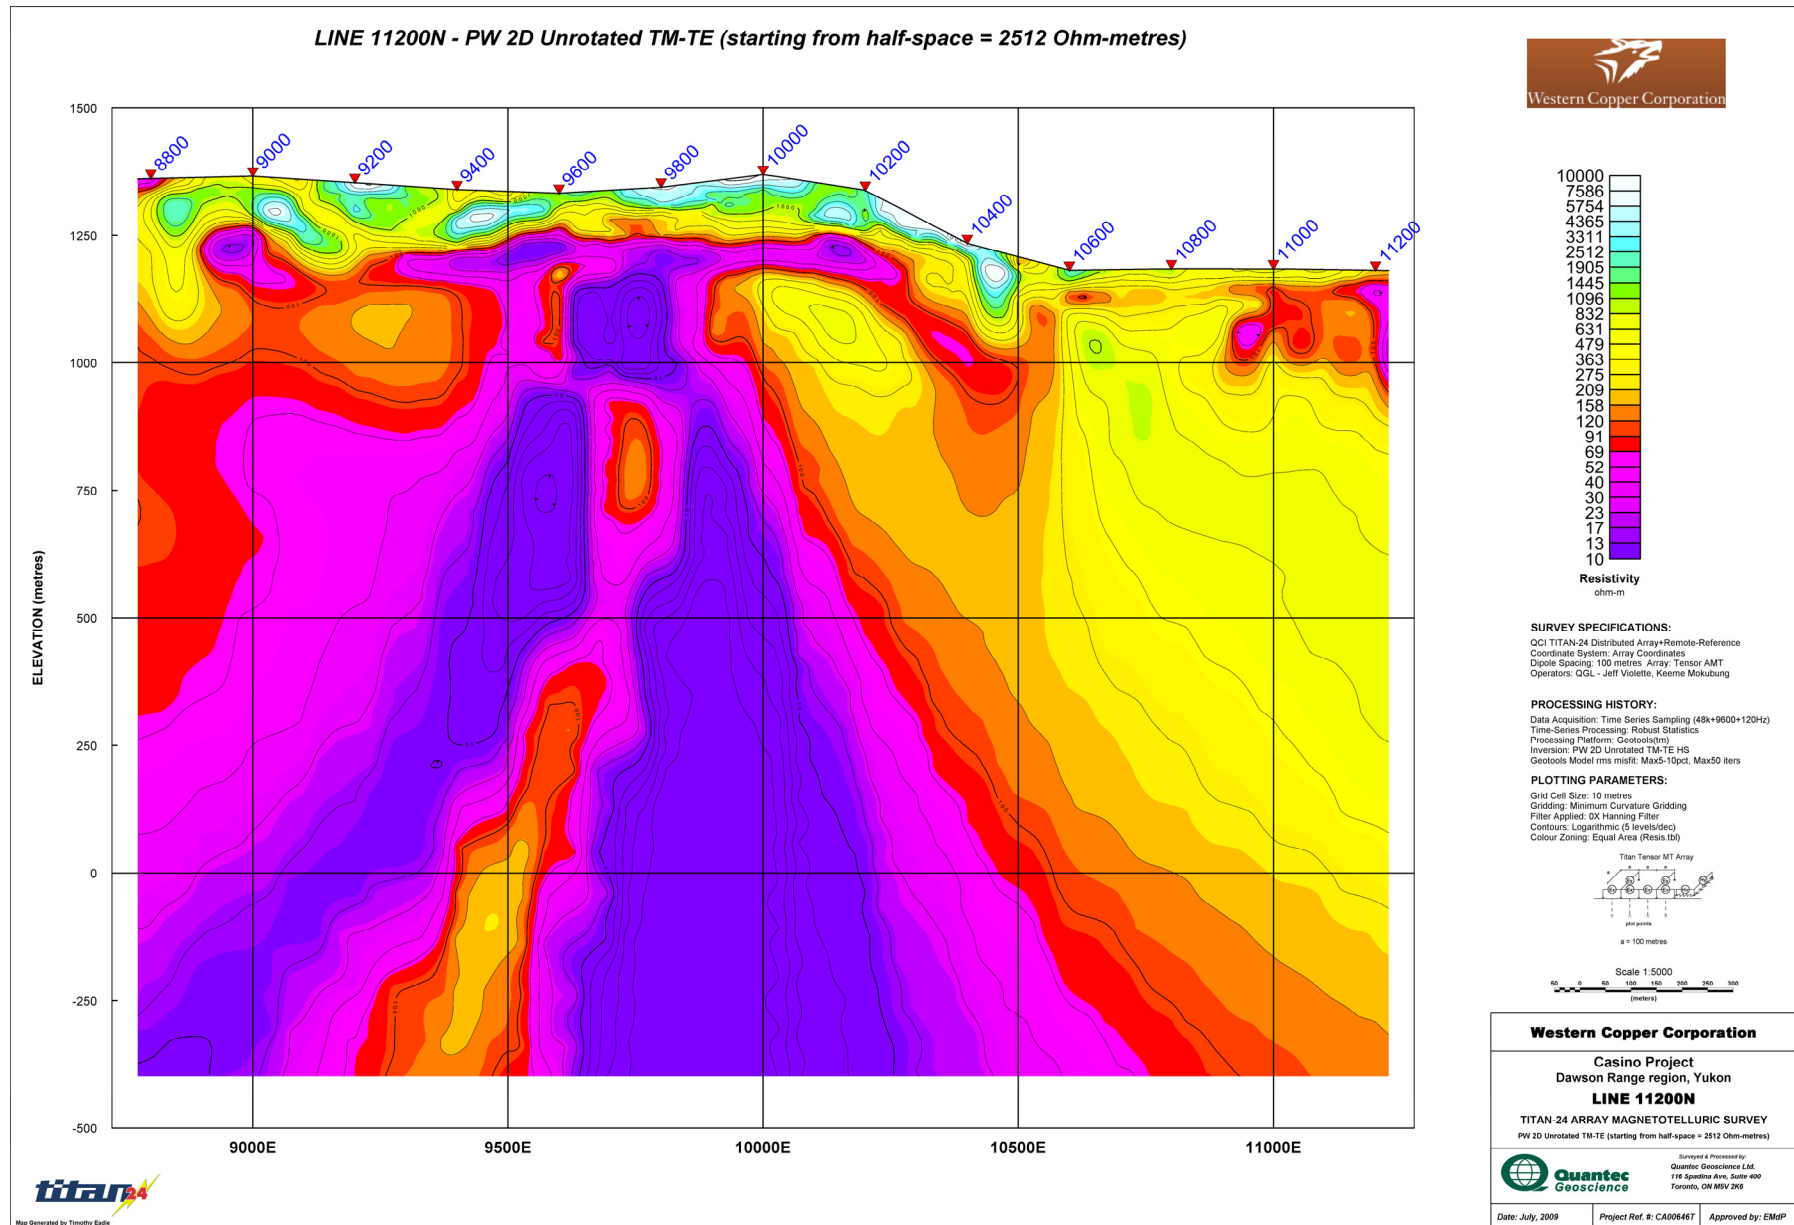 LINE 11200N - PW 2D Unrotated TM-TE (starting from half-space = 2512 Ohm-metres)
Western Copper Corporation
1500
1250
1000
750
500
250
0
-250
-500
ELEVATION (metres)
8800
9000
9200
9400
9600
9800
10000
10200
10400
10600
10800
11000
11200
9000E
9500E
10000E
10500E
11000E
10000
7586
5754
4365
3311
2512
1905
1445
1096
832
631
479
363
275
209
158
120
91
69
52
40
30
23
17
13
10
Resistivity
ohm-m
SURVEY SPECIFICATIONS:
QCI TITAN-24 Distributed Array+Remote-Reference
Coordinate System: Array Coordinates
Dipole Spacing: 100 metres Array: Tensor AMT
Operators: QGL - Jeff Violette, Keeme Mokubung
PROCESSING HISTORY:
Data Acquisition: Time Series Sampling (48k+9600+120Hz)
Time-Series Processing: Robust Statistics
Processing Platform: Geotools(tm)
Inversion: PW 2D Unrotated TM-TE HS
Geotools Model rms misfit: Max5-10pct, Max50 iters
PLOTTING PARAMETERS:
Grid Cell Size: 10 metres
Gridding: Minimum Curvature Gridding
Filter Applied: 0X Hanning Filter
Contours: Logarithmic (5 levels/dec)
Colour Zoning: Equal Area (Resis.tbl)
Titan Tensor MT Array
plot points
a = 100 metres
Scale 1:5000
50 0 50 100 150 200 250 300
(meters)
Western Copper Corporation
Casino Project
Dawson Range region, Yukon
LINE 11200N
TITAN-24 ARRAY MAGNETOTELLURIC SURVEY
PW 2D Unrotated TM-TE (starting from half-space = 2512 Ohm-metres)
Quantec
Geoscience
Surveyed & Processed by:
Quantec Geoscience Ltd.
116 Spadina Ave, Suite 400
Toronto, ON M5V 2K6
Date: July, 2009
Project Ref. #: CA00646T
Approved by: EMdP
titan 24
Map Generated by Timothy Eadie